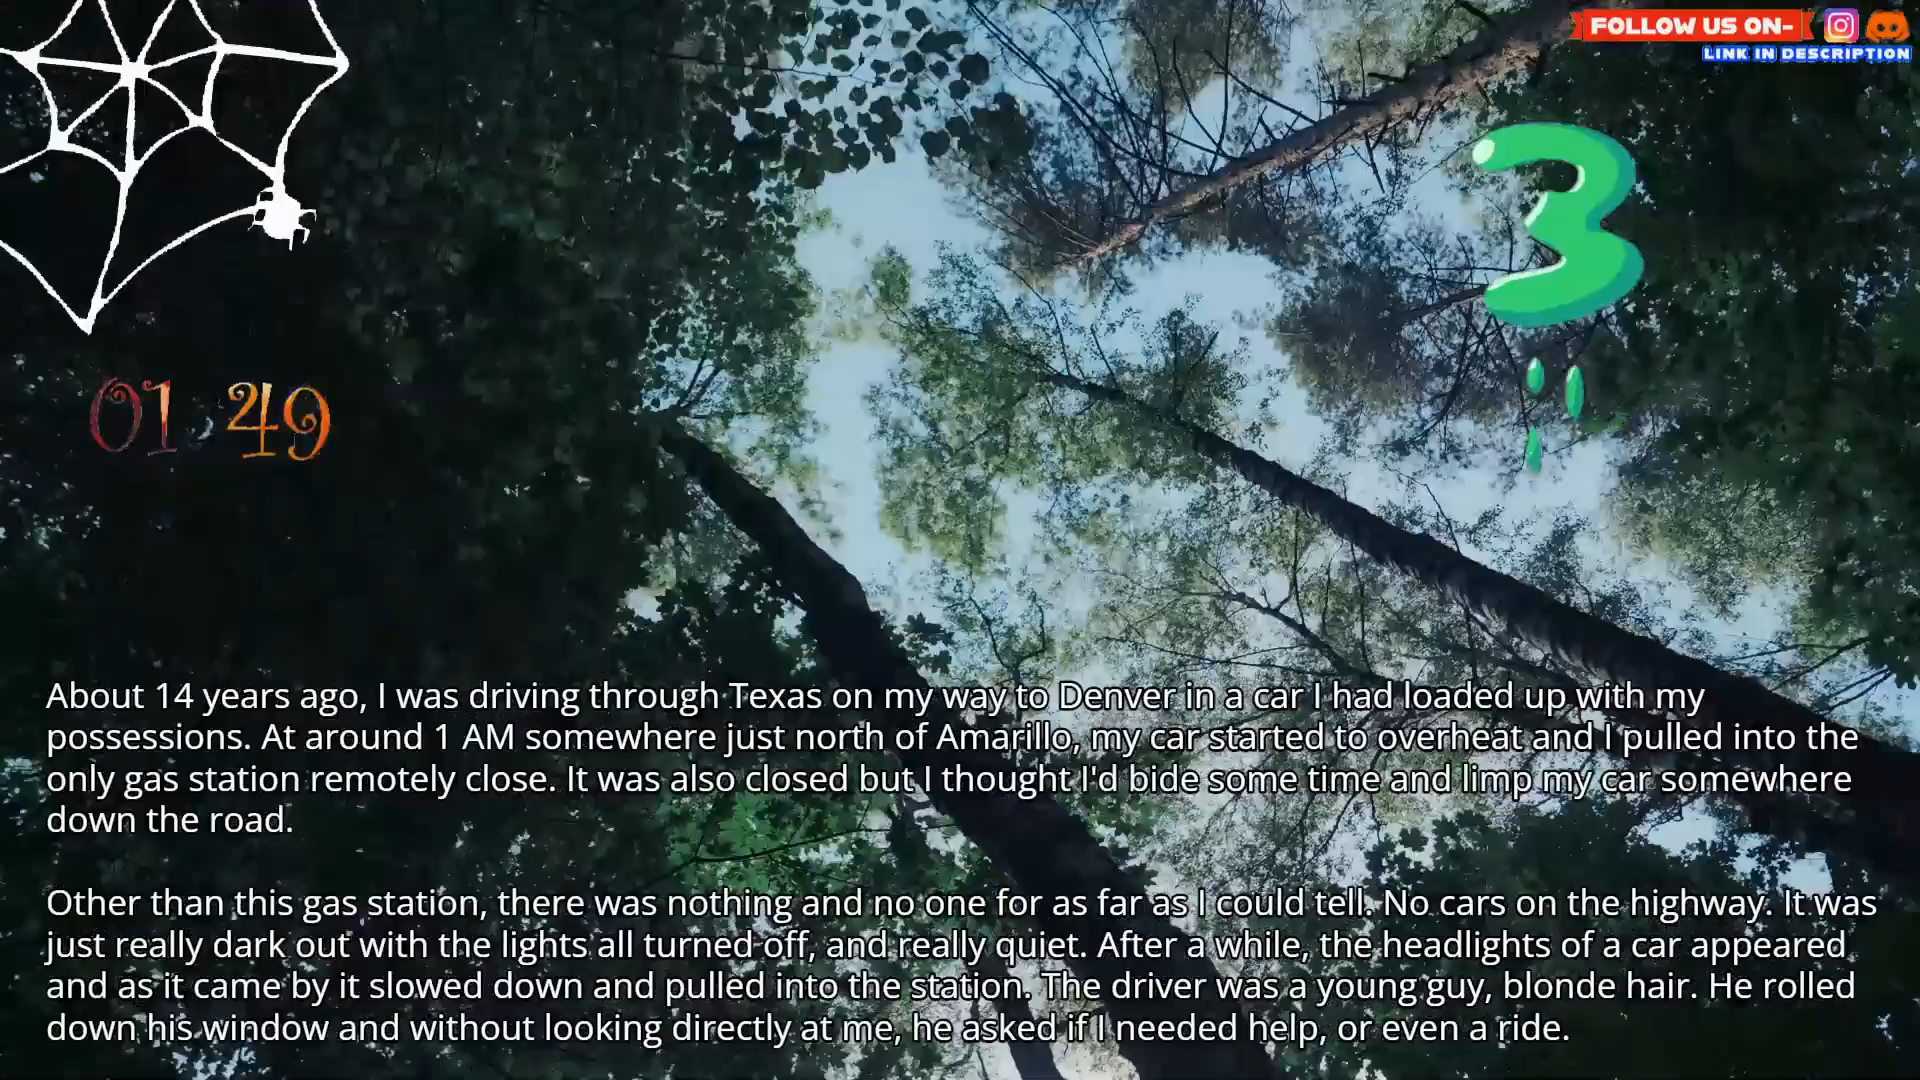 FOLLOW US ON-
LINK IN DESCRIPTION
3
01:49
About 14 years ago, I was driving through Texas on my way to Denver in a car I had loaded up with my
possessions. At around 1 AM somewhere just north of Amarillo, my car started to overheat and I pulled into the
only gas station remotely close. It was also closed but I thought I'd bide some time and limp my car somewhere
down the road.
Other than this gas station, there was nothing and no one for as far as I could tell. No cars on the highway. It was
just really dark out with the lights all turned off, and really quiet. After a while, the headlights of a car appeared
and as it came by it slowed down and pulled into the station. The driver was a young guy, blonde hair. He rolled
down his window and without looking directly at me, he asked if I needed help, or even a ride.